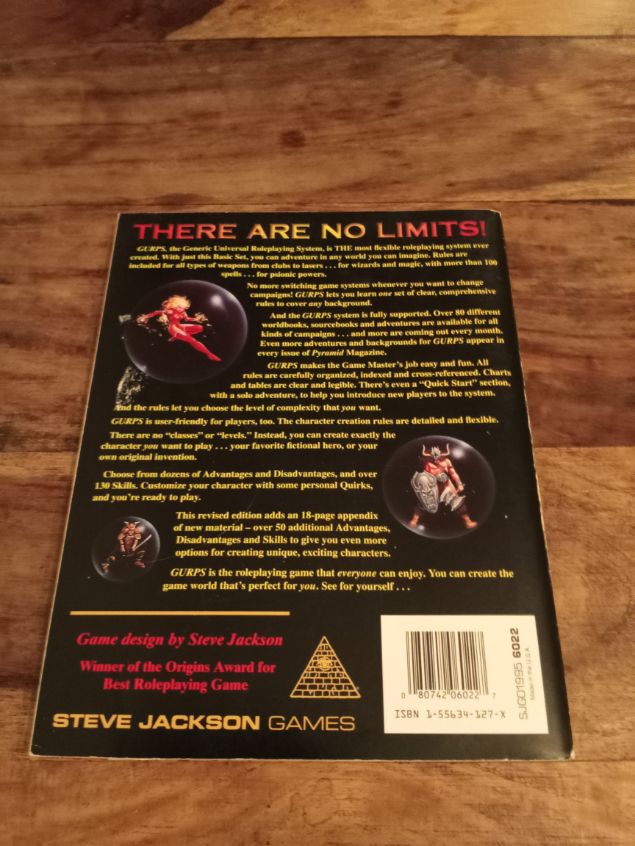 THERE ARE NO LIMITS!
GURPS, the Generic Universal Roleplaying System, is THE most flexible roleplaying system ever
created. With just this Basic Set, you can adventure in any world you can imagine. Rules are
included for all types of weapons from clubs to lasers . . . for wizards and magic, with more than 100
spells . . . for psionic powers.
No more switching game systems whenever you want to change
campaigns! GURPS lets you learn one set of clear, comprehensive
rules to cover any background.
And the GURPS system is fully supported. Over 80 different
worldbooks, sourcebooks and adventures are available for all
kinds of campaigns . . . and more are coming out every month.
Even more adventures and backgrounds for GURPS appear in
every issue of Pyramid Magazine.
GURPS makes the Game Master's job easy and fun. All
rules are carefully organized, indexed and cross-referenced. Charts
and tables are clear and legible. There's even a "Quick Start" section,
with a solo adventure, to help you introduce new players to the system.
And the rules let you choose the level of complexity that you want.
GURPS is user-friendly for players, too. The character creation rules are detailed and flexible.
There are no "classes" or "levels." Instead, you can create exactly the
character you want to play . . . your favorite fictional hero, or your
own original invention.
Choose from dozens of Advantages and Disadvantages, and over
130 Skills. Customize your character with some personal Quirks,
and you're ready to play.
This revised edition adds an 18-page appendix
of new material – over 50 additional Advantages,
Disadvantages and Skills to give you even more
options for creating unique, exciting characters.
GURPS is the roleplaying game that everyone can enjoy. You can create the
game world that's perfect for you. See for yourself . . .
Game design by Steve Jackson
Winner of the Origins Award for
Best Roleplaying Game
STEVE JACKSON GAMES
0 80742 06022 7
ISBN 1-55634-127-X
SJG01995 6022
Made in the U.S.A.